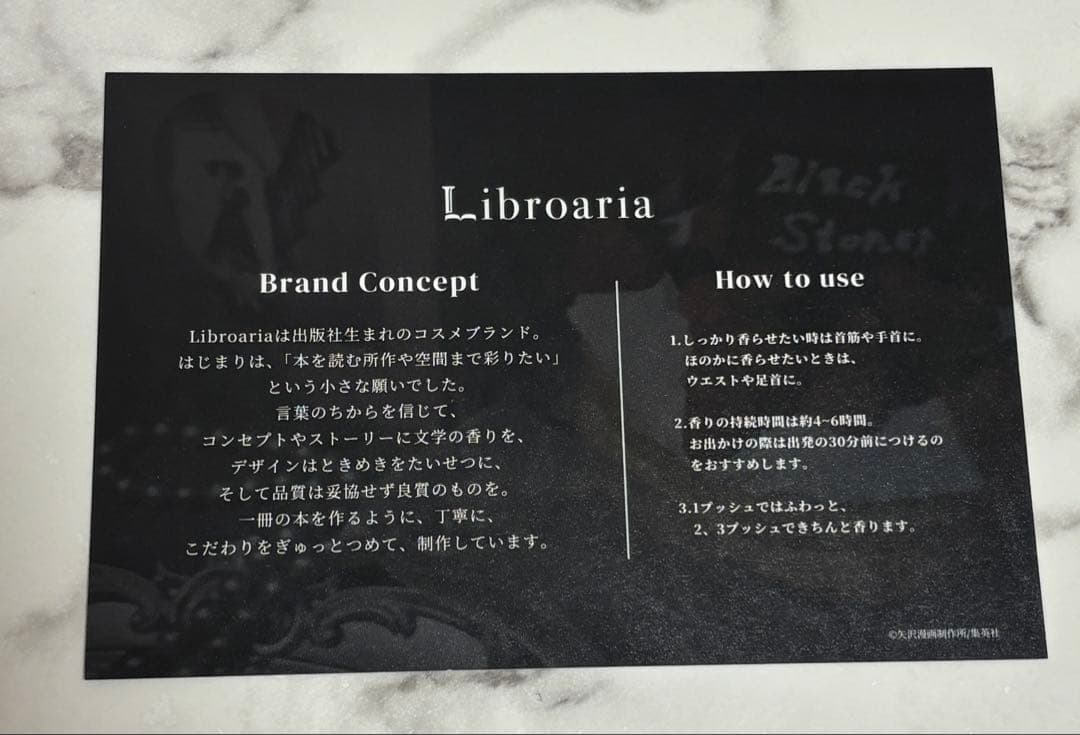 Libroaria
Brand Concept
Libroariaは出版社生まれのコスメブランド。
はじまりは、「本を読む所作や空間まで彩りたい」
という小さな願いでした。
言葉のちからを信じて、
コンセプトやストーリーに文学の香りを、
デザインはときめきをたいせつに、
そして品質は妥協せず良質のものを。
一冊の本を作るように、丁寧に、
こだわりをぎゅっとつめて、制作しています。
How to use
1.しっかり香らせたい時は首筋や手首に。
ほのかに香らせたいときは、
ウエストや足首に。
2.香りの持続時間は約4~6時間。
お出かけの際は出発の30分前につけるの
をおすすめします。
3.1プッシュではふわっと、
2、3プッシュできちんと香ります。
©矢沢漫画制作所/集英社
Black
Stones